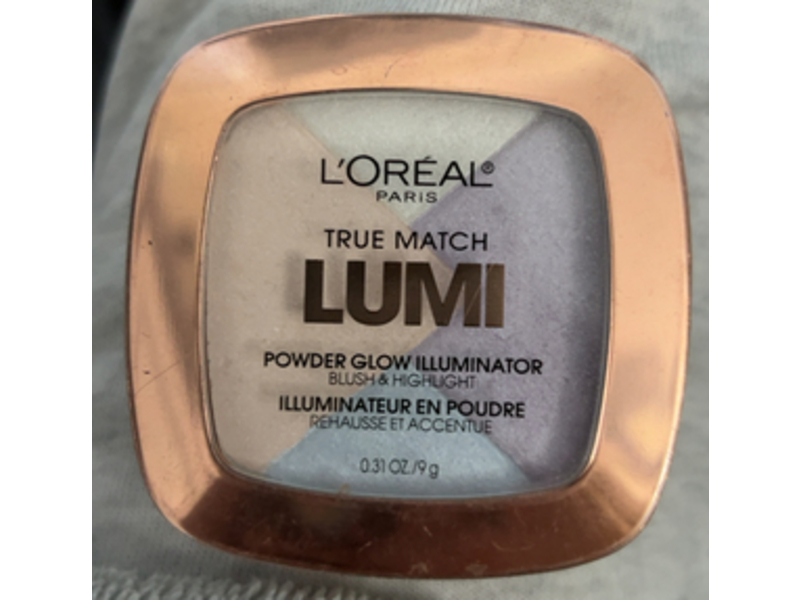 L'ORÉAL®
PARIS
TRUE MATCH
LUMI
POWDER GLOW ILLUMINATOR
BLUSH & HIGHLIGHT
ILLUMINATEUR EN POUDRE
REHAUSSE ET ACCENTUE
0.31 OZ./9 g